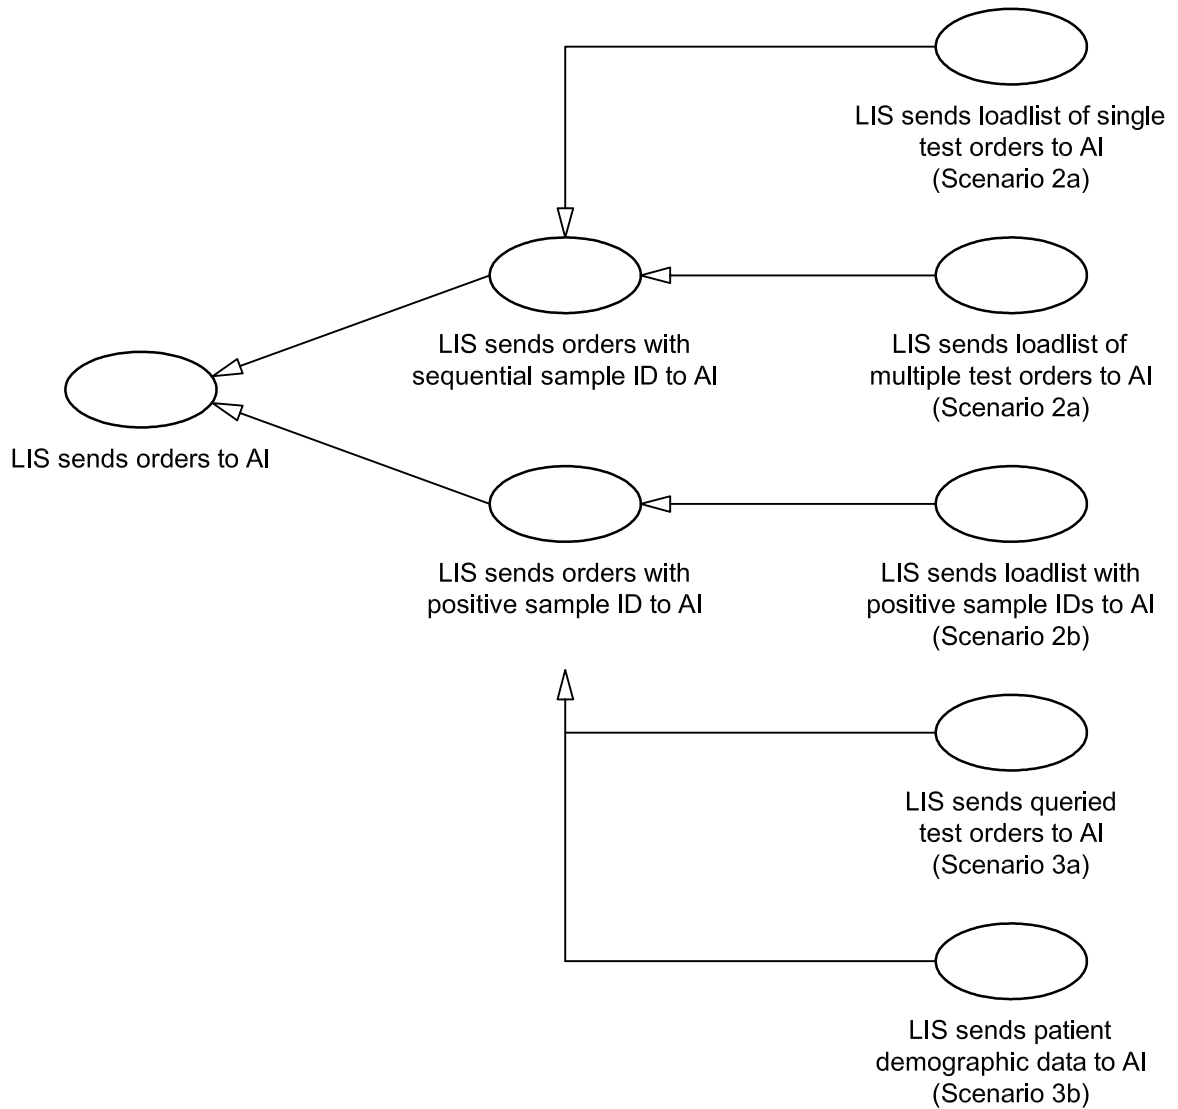 LIS sends loadlist of single
test orders to AI
(Scenario 2a)
LIS sends orders with
sequential sample ID to AI
LIS sends loadlist of
multiple test orders to AI
(Scenario 2a)
LIS sends orders to AI
LIS sends orders with
positive sample ID to AI
LIS sends loadlist with
positive sample IDs to AI
(Scenario 2b)
LIS sends queried
test orders to AI
(Scenario 3a)
LIS sends patient
demographic data to AI
(Scenario 3b)